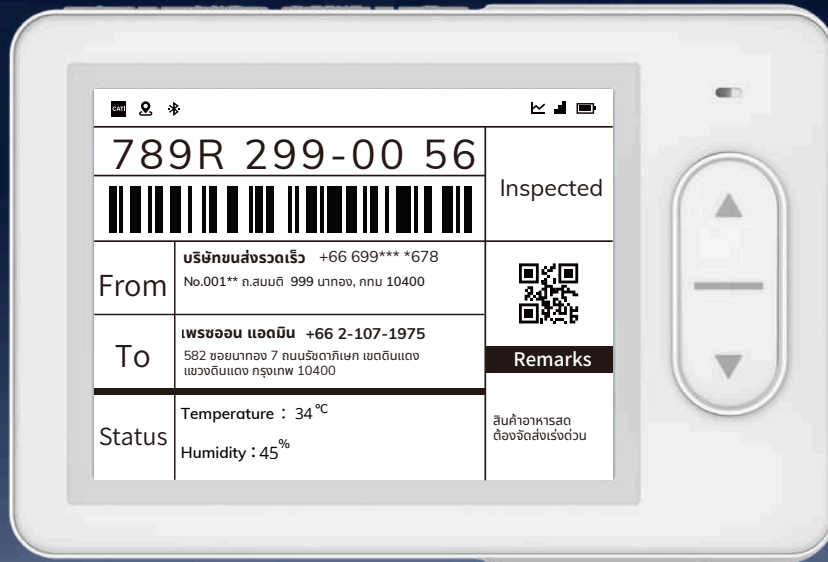 CAT1
789R 299-00 56
Inspected
From
บริษัทขนส่งรวดเร็ว +66 699*** *678
No.001** ถ.สมมติ 999 นาทอง, กทม 10400
To
เพรซออน แอดมิน +66 2-107-1975
582 ซอยนาทอง 7 ถนนรัชดาภิเษก เขตดินแดง
แขวงดินแดง กรุงเทพ 10400
Remarks
Status
Temperature : 34 ℃
Humidity : 45%
สินค้าอาหารสด
ต้องจัดส่งเร่งด่วน